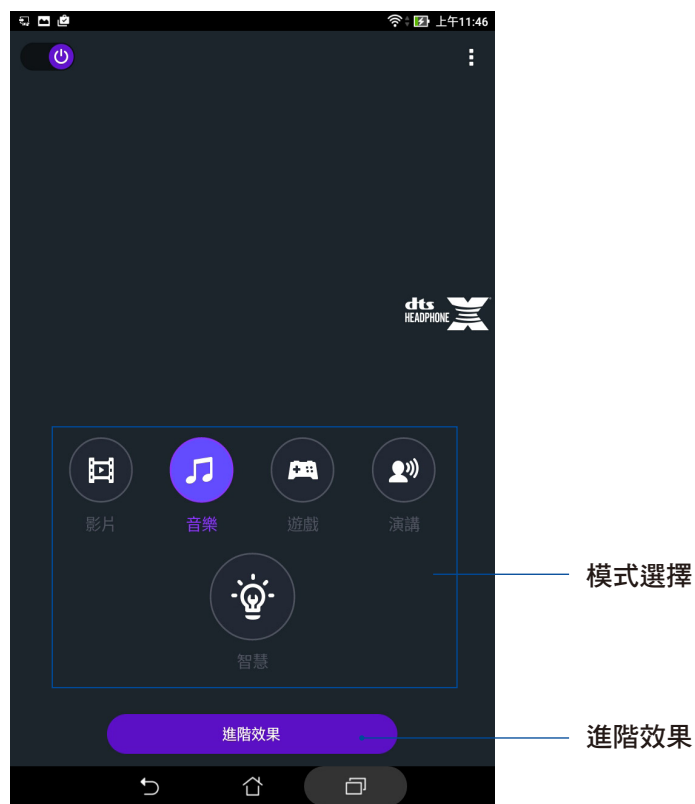 上午11:46
dts
HEADPHONE X
影片 音樂 遊戲 演講
智慧
模式選擇
進階效果
進階效果